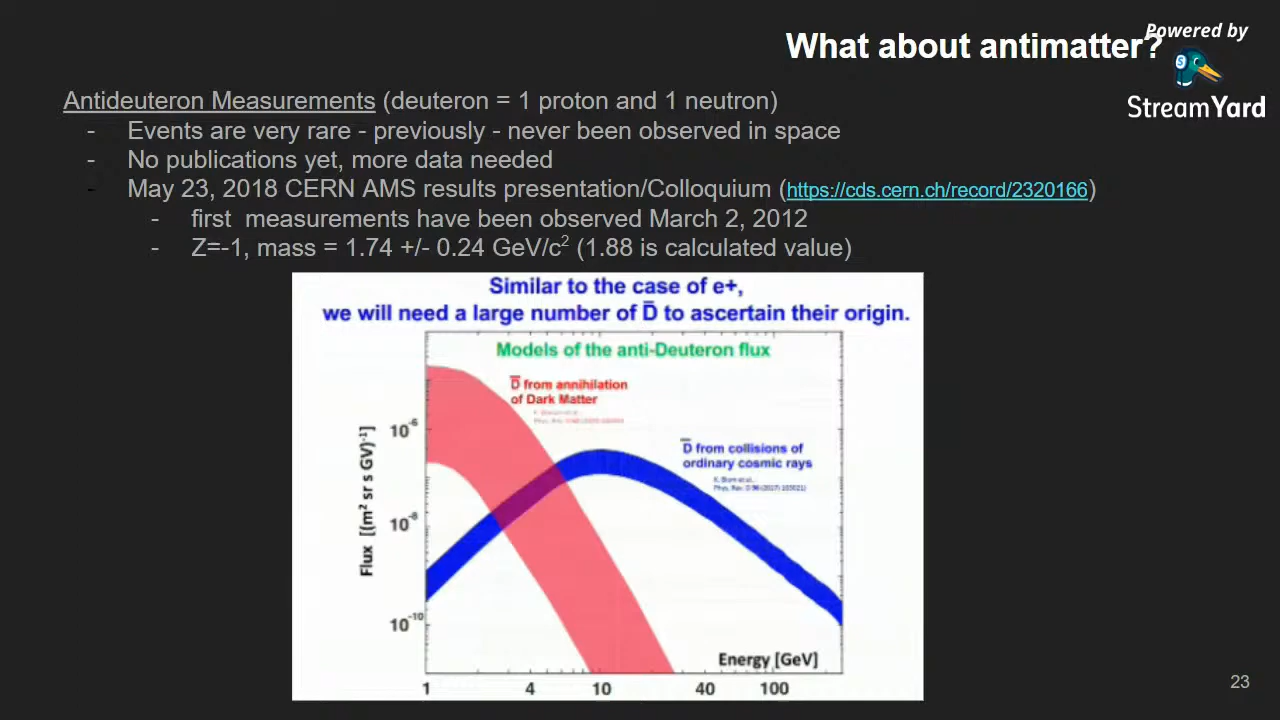 What about antimatter?
Powered by
StreamYard
Antideuteron Measurements (deuteron = 1 proton and 1 neutron)
- Events are very rare - previously - never been observed in space
- No publications yet, more data needed
- May 23, 2018 CERN AMS results presentation/Colloquium (https://cds.cern.ch/record/2320166)
- first measurements have been observed March 2, 2012
- Z=-1, mass = 1.74 +/- 0.24 GeV/c² (1.88 is calculated value)
Similar to the case of e+,
we will need a large number of D̅ to ascertain their origin.
Models of the anti-Deuteron flux
D̅ from annihilation
of Dark Matter
D̅ from collisions of
ordinary cosmic rays
Flux [(m² sr s GV)⁻¹]
10⁻⁶
10⁻⁸
10⁻¹⁰
Energy [GeV]
1 4 10 40 100
23